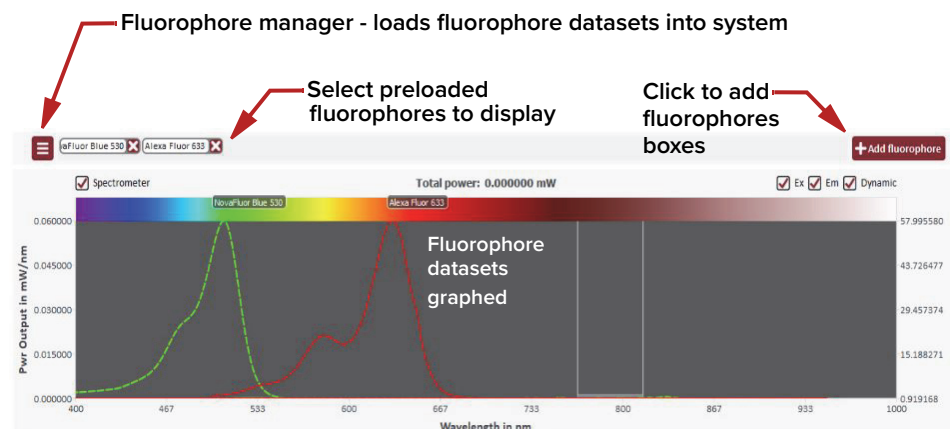 Fluorophore manager - loads fluorophore datasets into system
Select preloaded
fluorophores to display
Click to add
fluorophores
boxes
vaFluor Blue 530
Alexa Fluor 633
+Add fluorophore
Spectrometer
Total power: 0.000000 mW
Ex
Em
Dynamic
NovaFluor Blue 530
Alexa Fluor 633
0.060000
57.995580
Fluorophore
datasets
graphed
0.045000
43.726477
0.030000
29.457374
0.015000
15.188271
0.000000
0.919168
Pwr Output in mW/nm
400
467
533
600
667
733
800
867
933
1000
Wavelength in nm